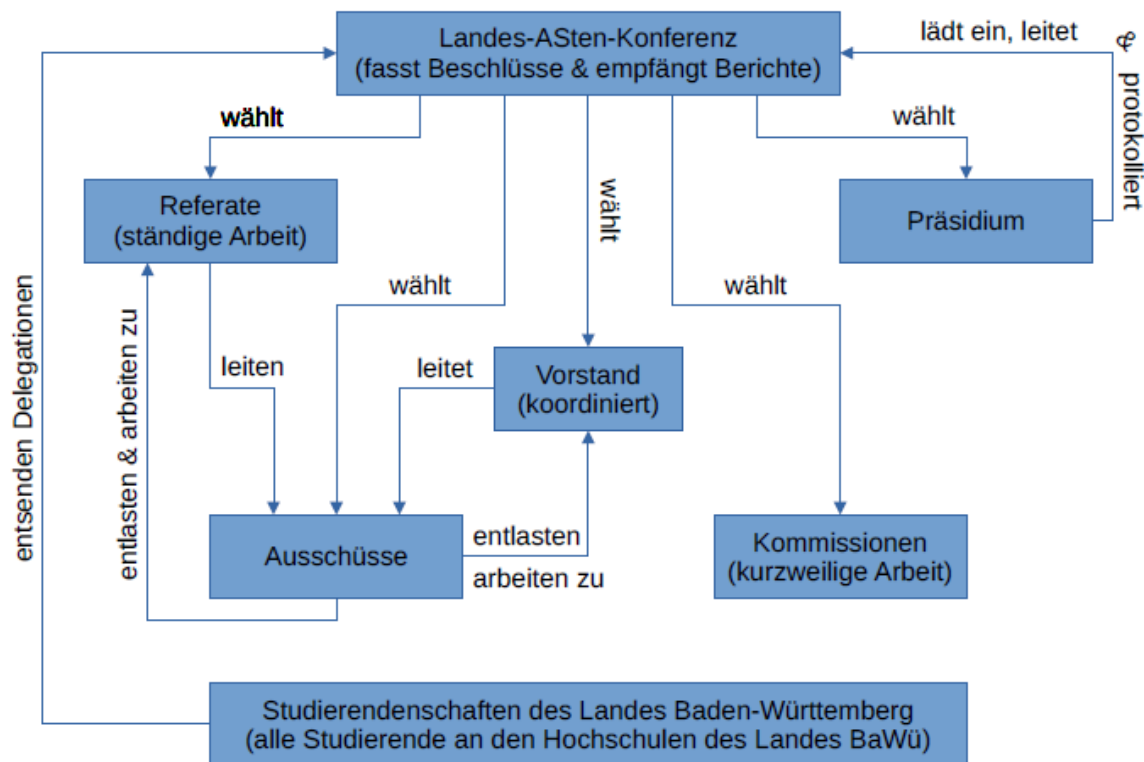 Landes-ASten-Konferenz
(fasst Beschlüsse & empfängt Berichte)
lädt ein, leitet
& protokolliert
wählt
wählt
wählt
Referate
(ständige Arbeit)
Präsidium
wählt
wählt
leiten
leitet
Vorstand
(koordiniert)
entsenden Delegationen
entlasten & arbeiten zu
Ausschüsse
entlasten
arbeiten zu
Kommissionen
(kurzweilige Arbeit)
Studierendenschaften des Landes Baden-Württemberg
(alle Studierende an den Hochschulen des Landes BaWü)